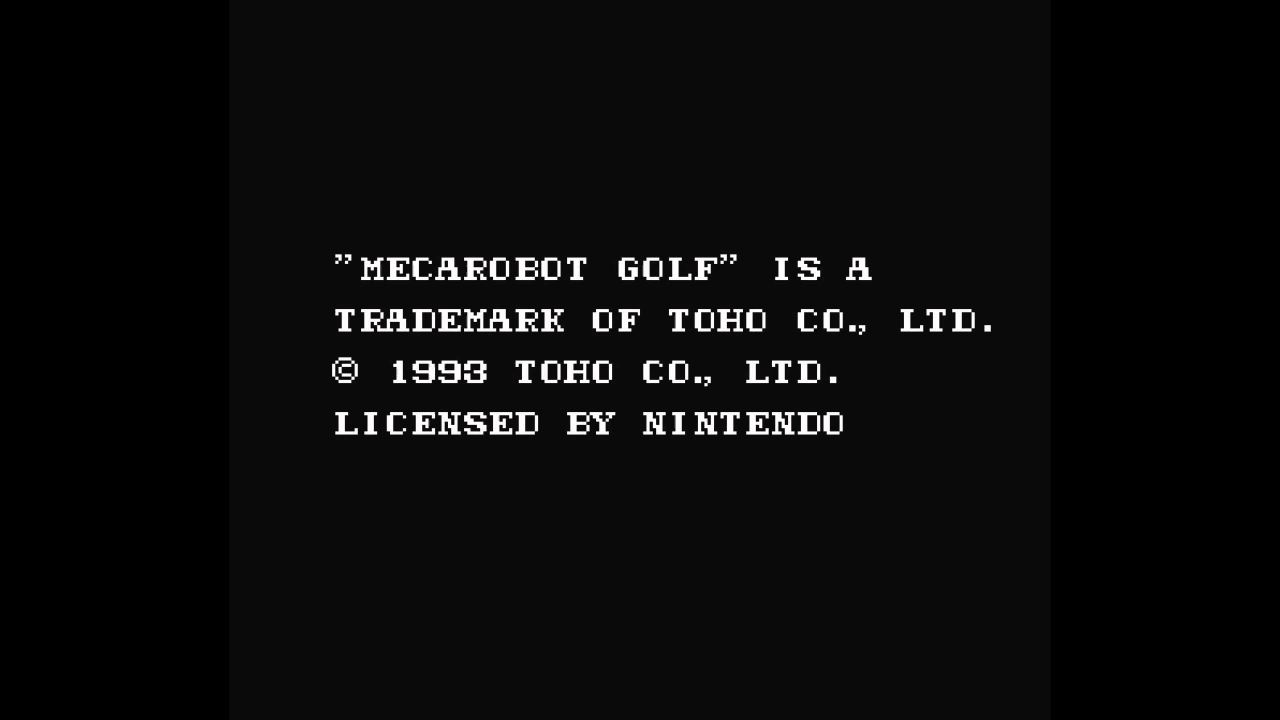 ”MECAROBOT GOLF” IS A
TRADEMARK OF TOHO CO., LTD.
© 1993 TOHO CO., LTD.
LICENSED BY NINTENDO